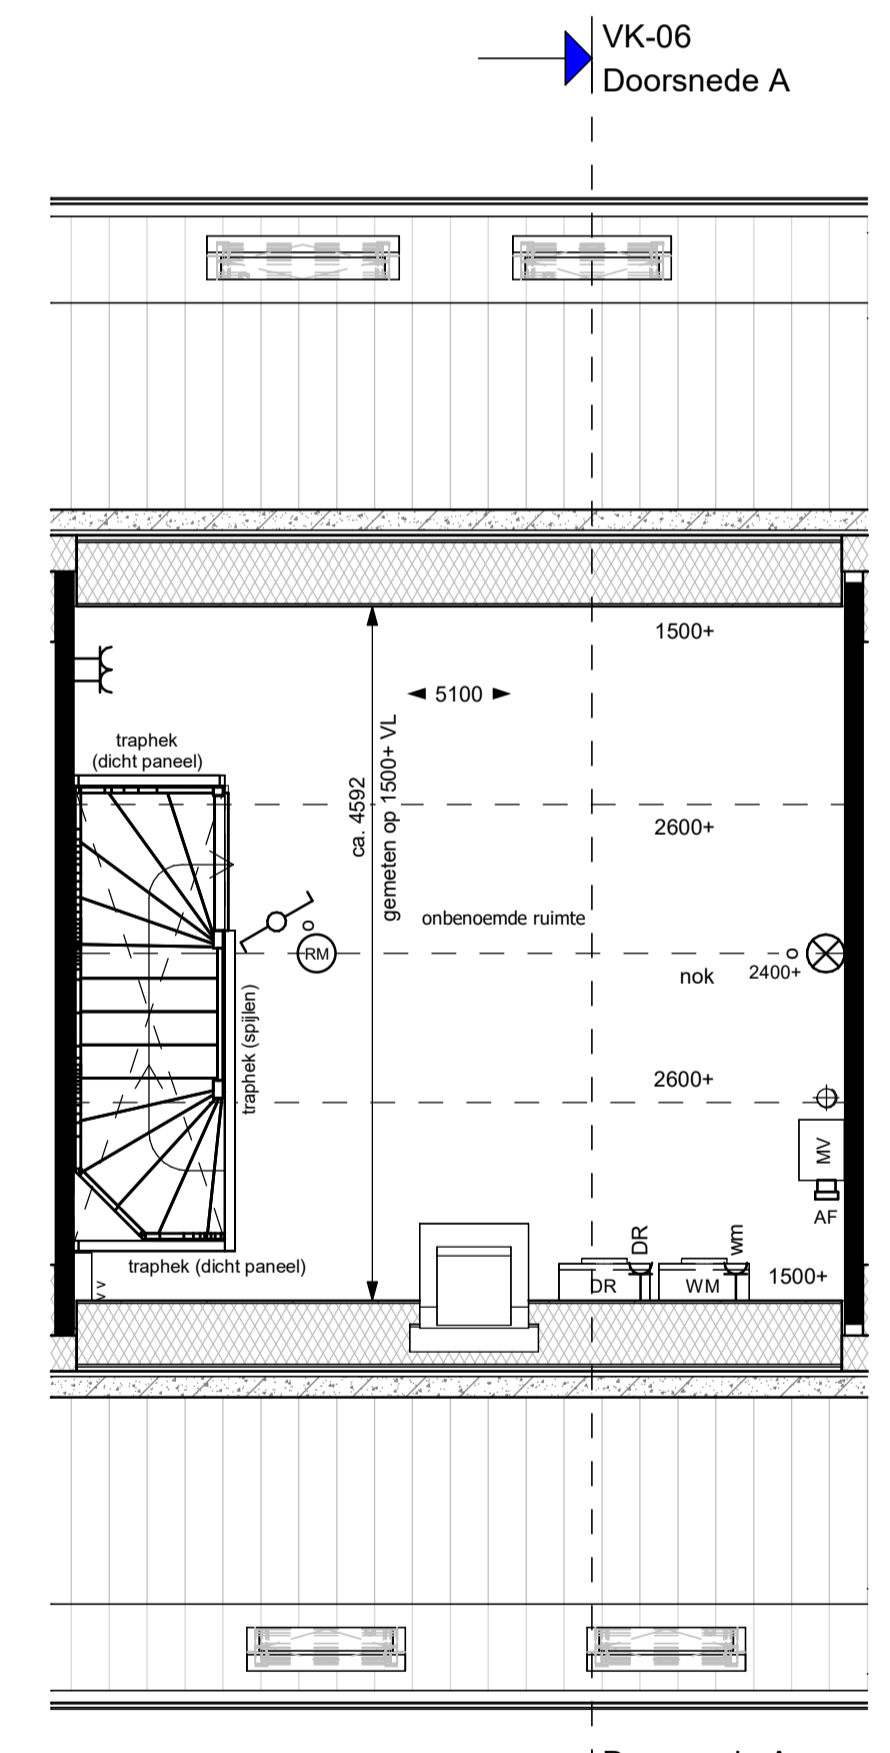 VK-06
Doorsnede A
1500+
5100
traphek
(dicht paneel)
ca. 4592
gemeten op 1500+ VL
2600+
onbenoemde ruimte
RM
nok
2400+
traphek (spijlen)
2600+
MV
AF
DR
wm
traphek (dicht paneel)
DR
WM
1500+
VV